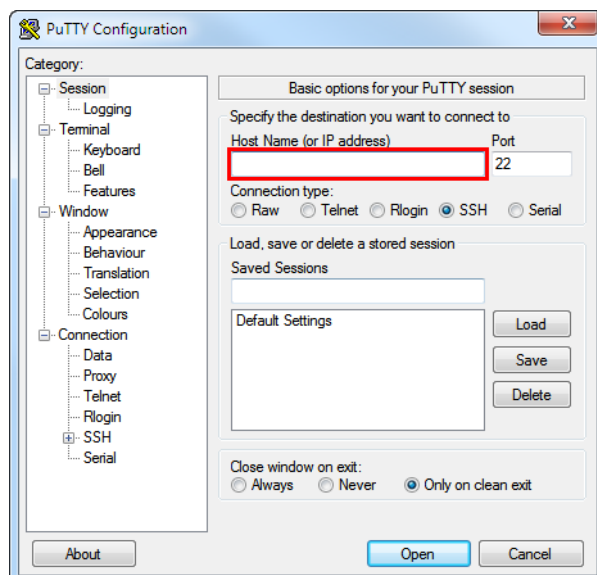 PuTTY Configuration
Category:
Session
Logging
Terminal
Keyboard
Bell
Features
Window
Appearance
Behaviour
Translation
Selection
Colours
Connection
Data
Proxy
Telnet
Rlogin
SSH
Serial
Basic options for your PuTTY session
Specify the destination you want to connect to
Host Name (or IP address) Port
22
Connection type:
Raw Telnet Rlogin SSH Serial
Load, save or delete a stored session
Saved Sessions
Default Settings
Load
Save
Delete
Close window on exit:
Always Never Only on clean exit
About Open Cancel